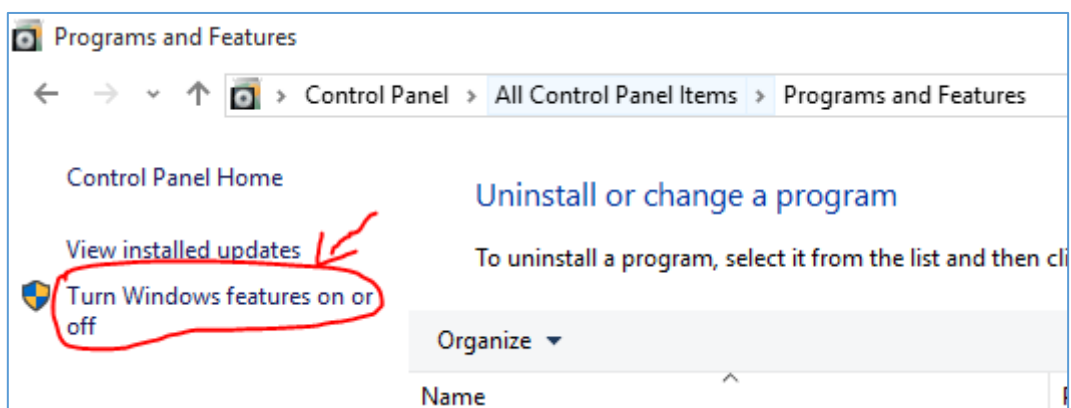 Programs and Features
Control Panel > All Control Panel Items > Programs and Features
Control Panel Home
View installed updates
Turn Windows features on or
off
Uninstall or change a program
To uninstall a program, select it from the list and then cli
Organize
Name